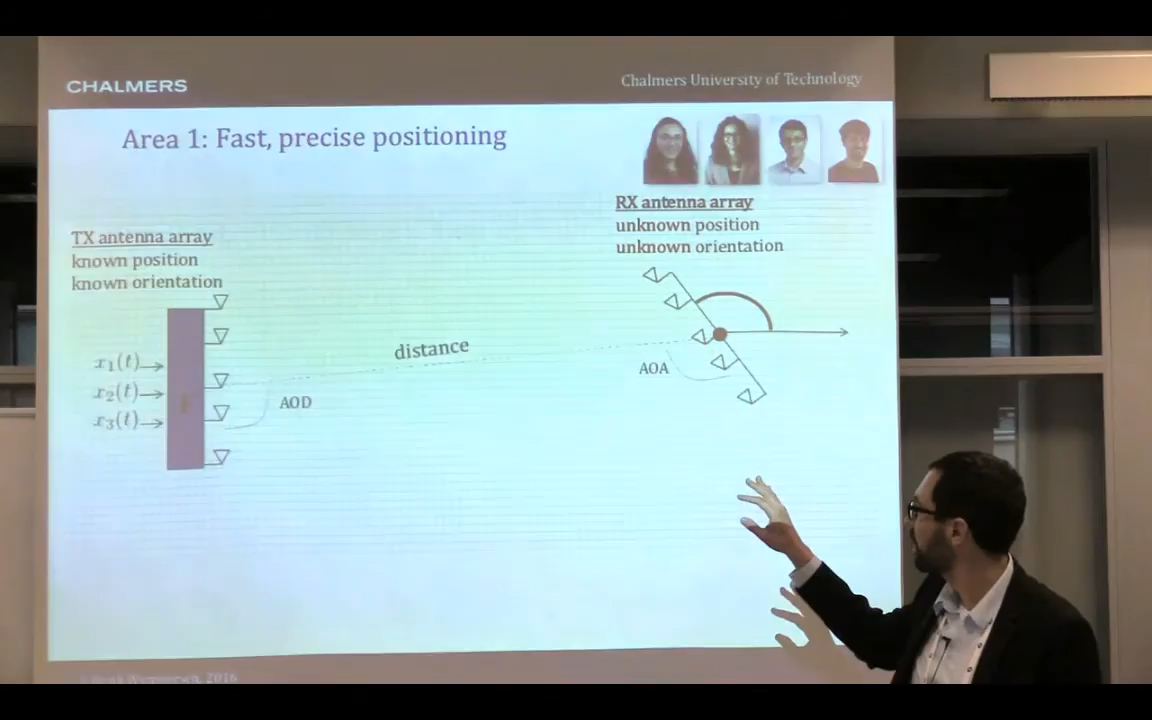 CHALMERS
Chalmers University of Technology
Area 1: Fast, precise positioning
RX antenna array
unknown position
unknown orientation
TX antenna array
known position
known orientation
x₁(t)
x₂(t)
x₃(t)
distance
AOD
AOA
2016